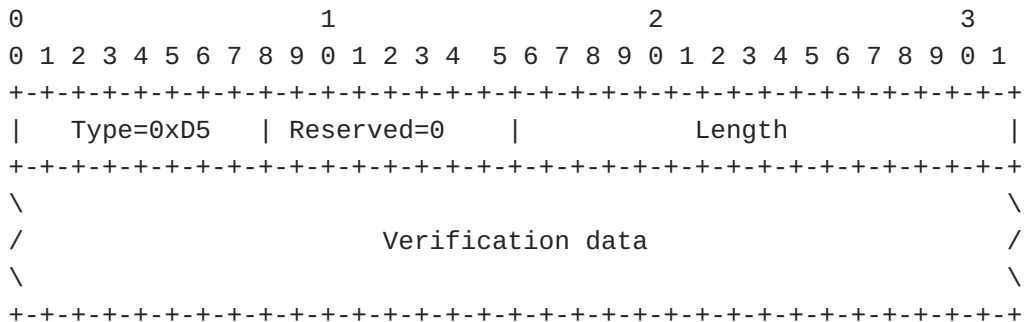 0                   1                    2                   3
0 1 2 3 4 5 6 7 8 9 0 1 2 3 4  5 6 7 8 9 0 1 2 3 4 5 6 7 8 9 0 1
+-+-+-+-+-+-+-+-+-+-+-+-+-+-+-+-+-+-+-+-+-+-+-+-+-+-+-+-+-+-+-+-+
|   Type=0xD5   | Reserved=0    |           Length              |
+-+-+-+-+-+-+-+-+-+-+-+-+-+-+-+-+-+-+-+-+-+-+-+-+-+-+-+-+-+-+-+-+
\                                                               \
/                       Verification data                       /
\                                                               \
+-+-+-+-+-+-+-+-+-+-+-+-+-+-+-+-+-+-+-+-+-+-+-+-+-+-+-+-+-+-+-+-+